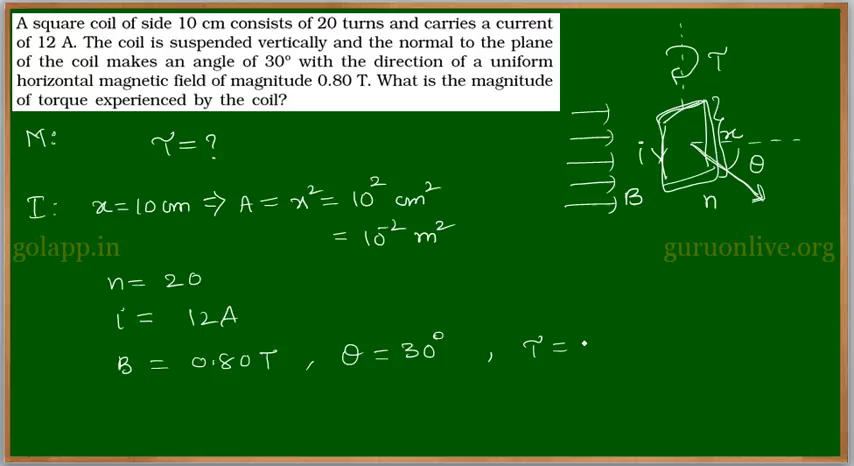 A square coil of side 10 cm consists of 20 turns and carries a current
of 12 A. The coil is suspended vertically and the normal to the plane
of the coil makes an angle of 30° with the direction of a uniform
horizontal magnetic field of magnitude 0.80 T. What is the magnitude
of torque experienced by the coil?
τ
M: τ = ?
x
i
θ
B
n
I: x = 10 cm ⇒ A = x² = 10² cm²
= 10⁻² m²
golapp.in
guruonlive.org
n = 20
i = 12A
B = 0.80T , θ = 30° , τ =